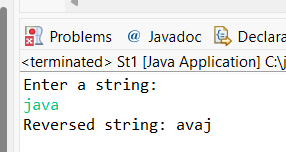 Problems @ Javadoc Declara
<terminated> St1 [Java Application] C:\j
Enter a string:
java
Reversed string: avaj